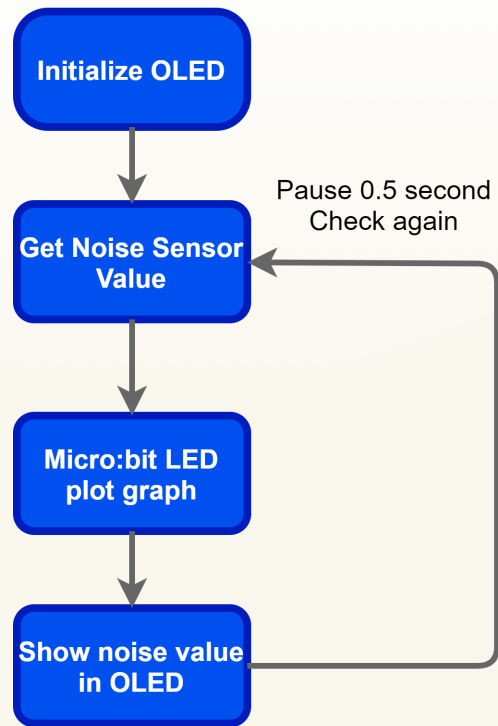 Initialize OLED
Pause 0.5 second
Check again
Get Noise Sensor
Value
Micro:bit LED
plot graph
Show noise value
in OLED